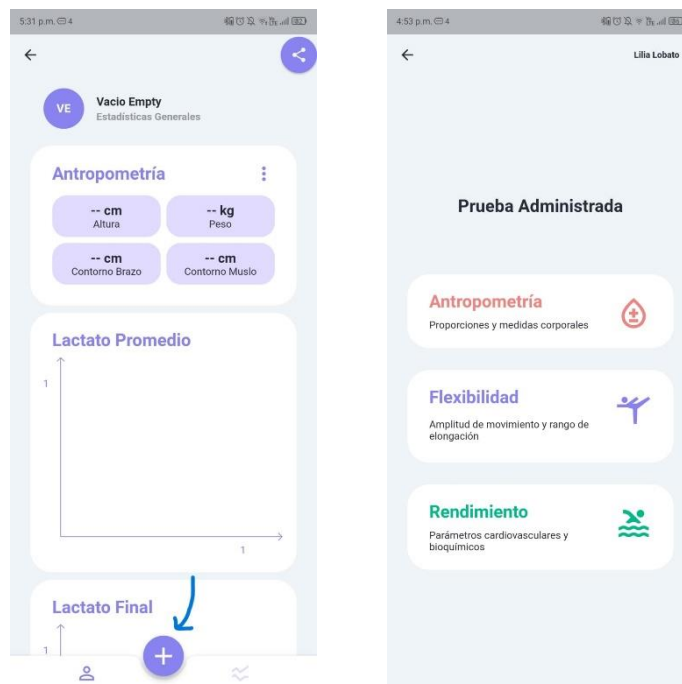 5:31 p.m. 4
Vacio Empty
VE
Estadísticas Generales
Antropometría
-- cm
Altura
-- kg
Peso
-- cm
Contorno Brazo
-- cm
Contorno Muslo
Lactato Promedio
1
1
Lactato Final
1
+
4:53 p.m. 4
Lilia Lobato
Prueba Administrada
Antropometría
Proporciones y medidas corporales
Flexibilidad
Amplitud de movimiento y rango de
elongación
Rendimiento
Parámetros cardiovasculares y
bioquímicos